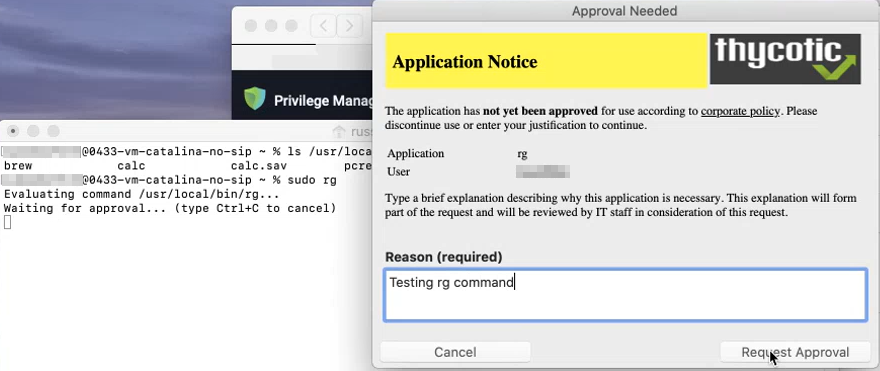 Approval Needed
Application Notice
thycotic
Privilege Manag
The application has not yet been approved for use according to corporate policy. Please
discontinue use or enter your justification to continue.
Application rg
User
Type a brief explanation describing why this application is necessary. This explanation will form
part of the request and will be reviewed by IT staff in consideration of this request.
Reason (required)
Testing rg command
Cancel
Request Approval
russ
@0433-vm-catalina-no-sip ~ % ls /usr/loca
brew calc calc.sav pcre
@0433-vm-catalina-no-sip ~ % sudo rg
Evaluating command /usr/local/bin/rg...
Waiting for approval... (type Ctrl+C to cancel)